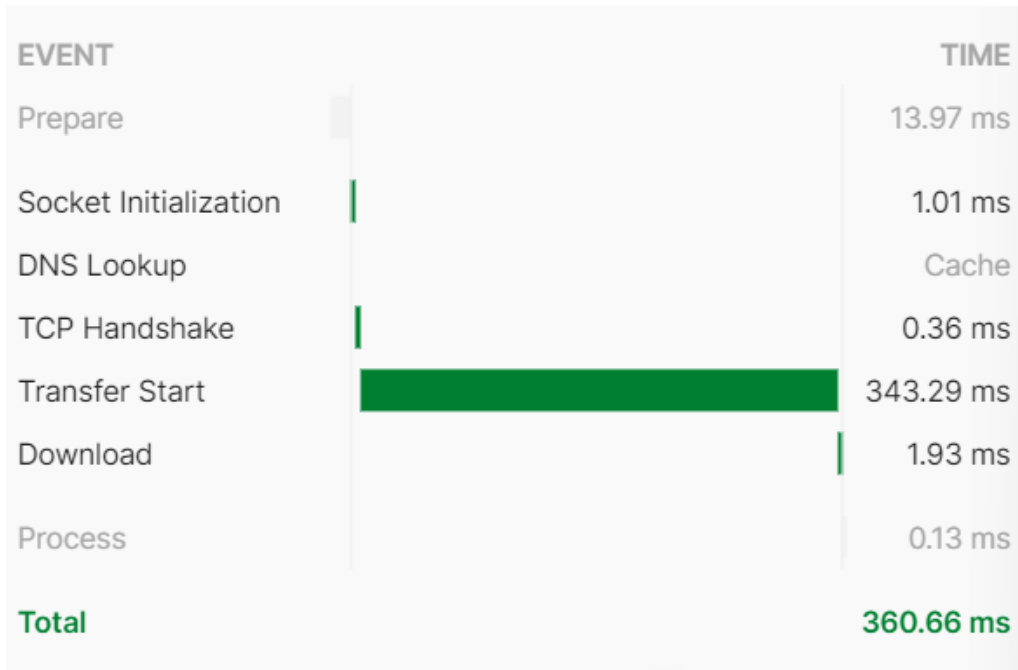 EVENT TIME
Prepare 13.97 ms
Socket Initialization 1.01 ms
DNS Lookup Cache
TCP Handshake 0.36 ms
Transfer Start 343.29 ms
Download 1.93 ms
Process 0.13 ms
Total 360.66 ms